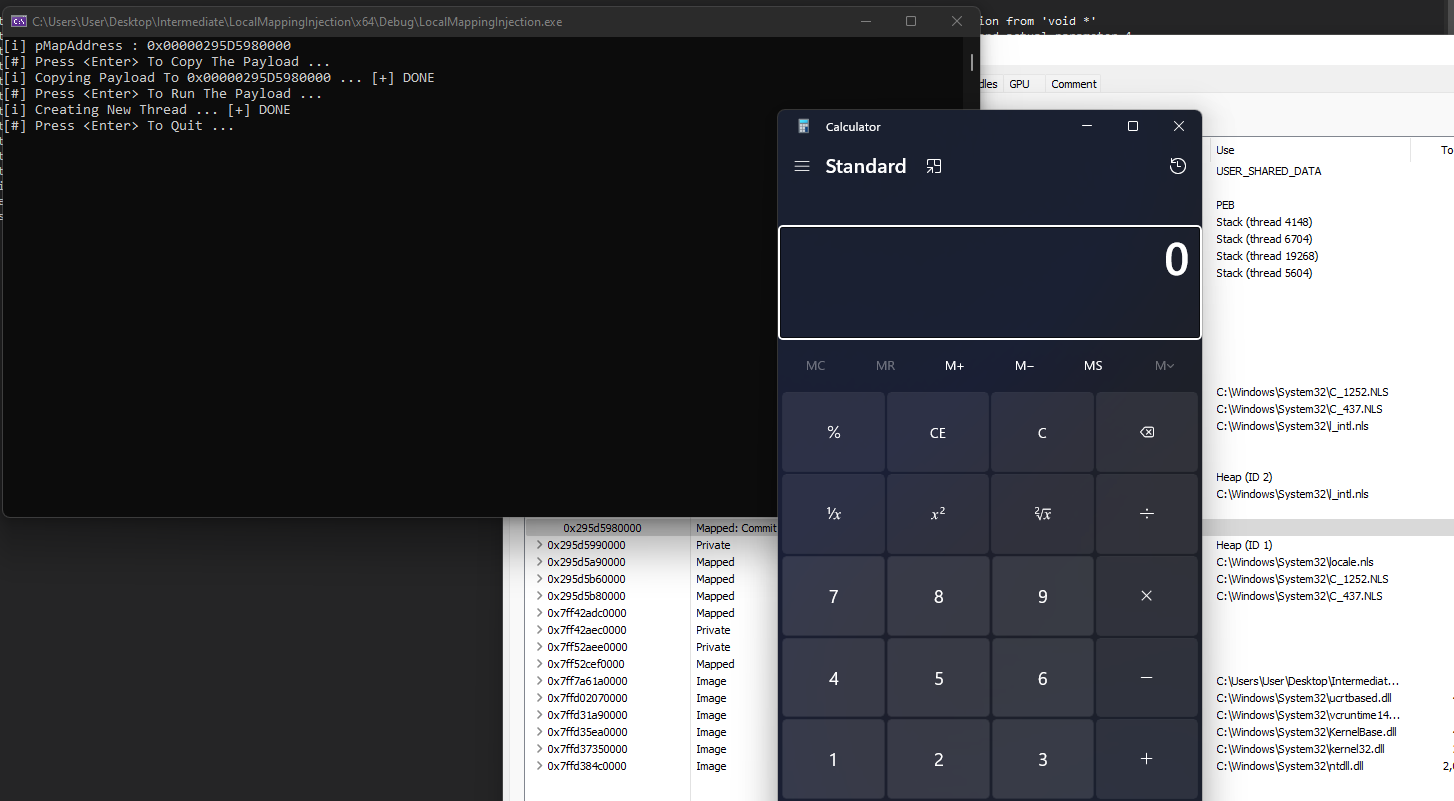 C:\Users\User\Desktop\Intermediate\LocalMappingInjection\x64\Debug\LocalMappingInjection.exe
[i] pMapAddress : 0x00000295D5980000
[#] Press <Enter> To Copy The Payload ...
[i] Copying Payload To 0x00000295D5980000 ... [+] DONE
[#] Press <Enter> To Run The Payload ...
[i] Creating New Thread ... [+] DONE
[#] Press <Enter> To Quit ...
ion from 'void *'
GPU
Comment
Calculator
Standard
0
MC MR M+ M− MS M
% CE C
⅟x x² ²√x ÷
7 8 9 ×
4 5 6 −
1 2 3 +
Use
USER_SHARED_DATA
PEB
Stack (thread 4148)
Stack (thread 6704)
Stack (thread 19268)
Stack (thread 5604)
C:\Windows\System32\C_1252.NLS
C:\Windows\System32\C_437.NLS
C:\Windows\System32\l_intl.nls
Heap (ID 2)
C:\Windows\System32\l_intl.nls
0x295d5980000 Mapped: Commit
0x295d5990000 Private Heap (ID 1)
0x295d5a90000 Mapped C:\Windows\System32\locale.nls
0x295d5b60000 Mapped C:\Windows\System32\C_1252.NLS
0x295d5b80000 Mapped C:\Windows\System32\C_437.NLS
0x7ff42adc0000 Mapped
0x7ff42aec0000 Private
0x7ff52aee0000 Private
0x7ff52cef0000 Mapped
0x7ff7a61a0000 Image C:\Users\User\Desktop\Intermediat...
0x7ffd02070000 Image C:\Windows\System32\ucrtbased.dll
0x7ffd31a90000 Image C:\Windows\System32\vcruntime14...
0x7ffd35ea0000 Image C:\Windows\System32\KernelBase.dll
0x7ffd37350000 Image C:\Windows\System32\kernel32.dll
0x7ffd384c0000 Image C:\Windows\System32\ntdll.dll 2,